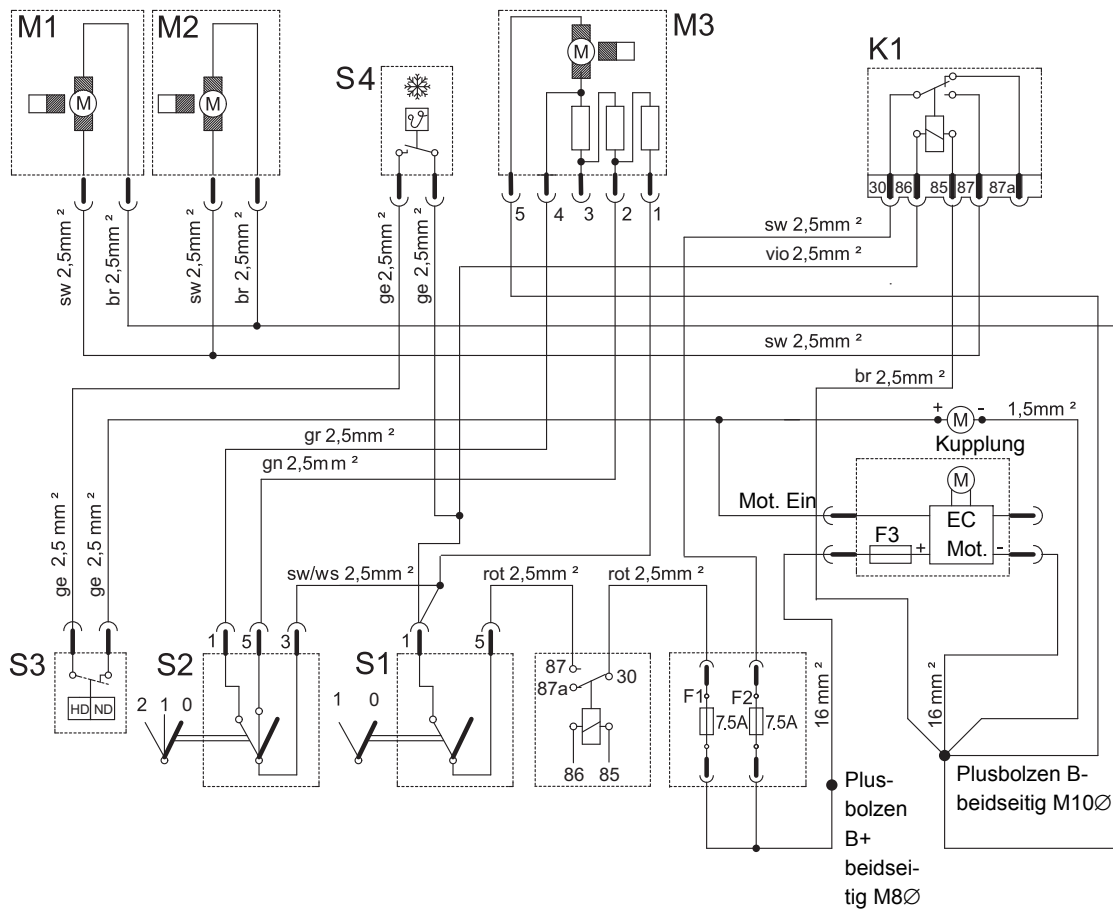 M1
M2
M3
S4
K1
M
M
M
5
4
3
2
1
30
86
85
87
87a
sw 2,5mm ²
br 2,5mm ²
sw 2,5mm ²
br 2,5mm ²
ge 2,5mm ²
ge 2,5mm ²
sw 2,5mm ²
vio 2,5mm ²
sw 2,5mm ²
br 2,5mm ²
gr 2,5mm ²
gn 2,5mm ²
+
M
-
1,5mm ²
Kupplung
M
Mot. Ein
EC
F3
+
Mot.
-
ge 2,5 mm ²
ge 2,5 mm ²
sw/ws 2,5mm ²
rot 2,5mm ²
rot 2,5mm ²
S3
HD
ND
S2
1
5
3
2 1 0
S1
1
5
1 0
87
87a
30
86
85
F1
7.5A
F2
7.5A
16 mm ²
16 mm ²
Plus-
bolzen
B+
beidsei-
tig M8Ø
Plusbolzen B-
beidseitig M10Ø